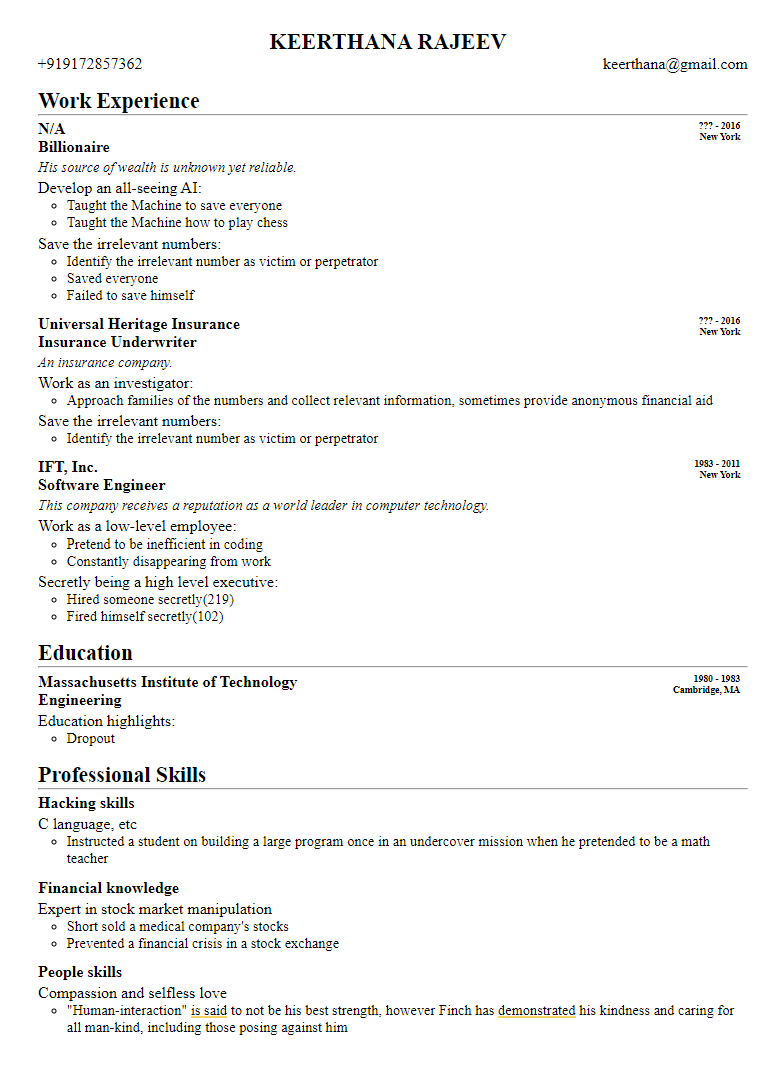 KEERTHANA RAJEEV
+919172857362 keerthana@gmail.com
Work Experience
N/A ??? - 2016
Billionaire New York
His source of wealth is unknown yet reliable.
Develop an all-seeing AI:
Taught the Machine to save everyone
Taught the Machine how to play chess
Save the irrelevant numbers:
Identify the irrelevant number as victim or perpetrator
Saved everyone
Failed to save himself
Universal Heritage Insurance ??? - 2016
Insurance Underwriter New York
An insurance company.
Work as an investigator:
Approach families of the numbers and collect relevant information, sometimes provide anonymous financial aid
Save the irrelevant numbers:
Identify the irrelevant number as victim or perpetrator
IFT, Inc. 1983 - 2011
Software Engineer New York
This company receives a reputation as a world leader in computer technology.
Work as a low-level employee:
Pretend to be inefficient in coding
Constantly disappearing from work
Secretly being a high level executive:
Hired someone secretly(219)
Fired himself secretly(102)
Education
Massachusetts Institute of Technology 1980 - 1983
Engineering Cambridge, MA
Education highlights:
Dropout
Professional Skills
Hacking skills
C language, etc
Instructed a student on building a large program once in an undercover mission when he pretended to be a math
teacher
Financial knowledge
Expert in stock market manipulation
Short sold a medical company's stocks
Prevented a financial crisis in a stock exchange
People skills
Compassion and selfless love
"Human-interaction" is said to not be his best strength, however Finch has demonstrated his kindness and caring for
all man-kind, including those posing against him